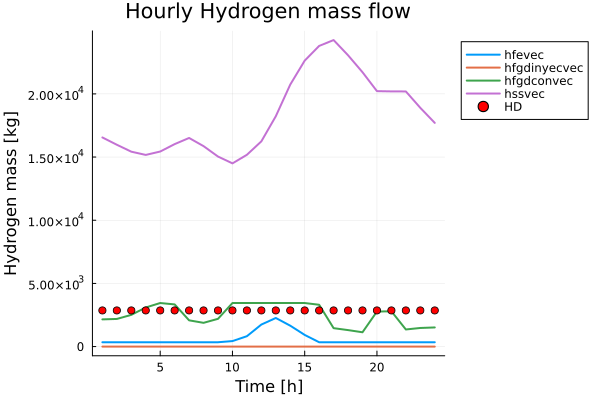 Hourly Hydrogen mass flow
Hydrogen mass [kg]
2.00×10⁴
1.50×10⁴
1.00×10⁴
5.00×10³
0
5 10 15 20
Time [h]
hfevec
hfgdinyecvec
hfgdconvec
hssvec
HD